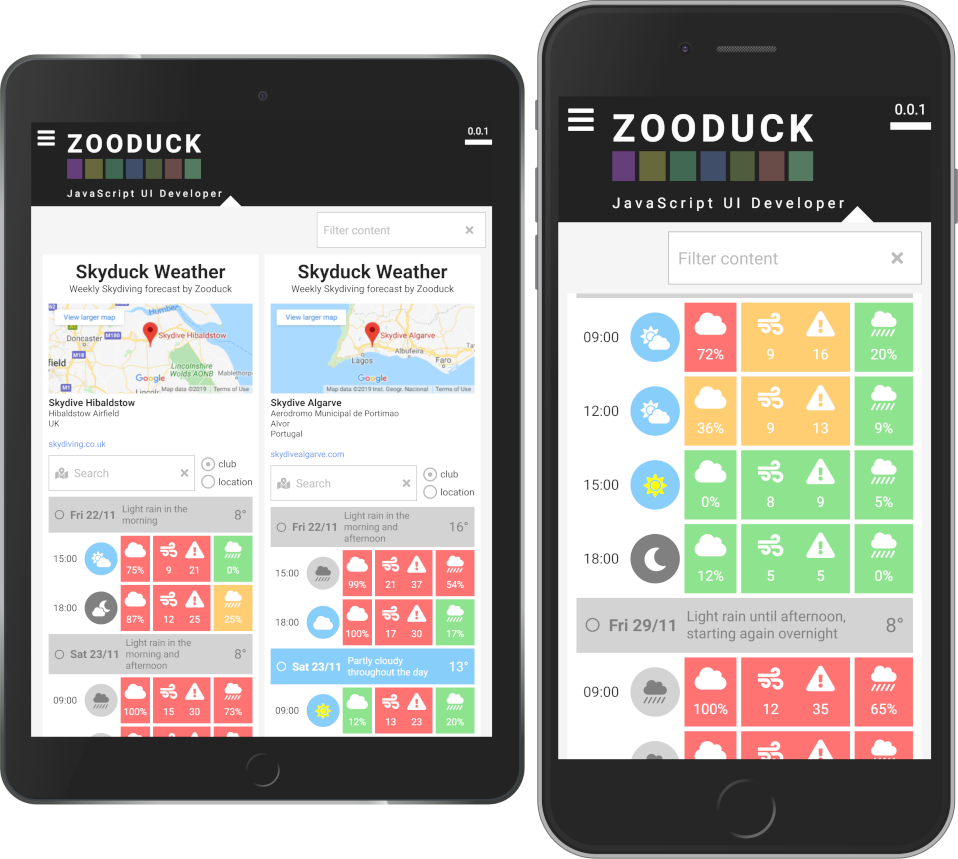 ZOODUCK
0.0.1
JavaScript UI Developer
Filter content
Skyduck Weather
Weekly Skydiving forecast by Zooduck
View larger map
Humber
Doncaster
M180
Skydive Hibaldstow
field
M1
Lincolnshire
Wolds AONB
Mablethorpe
Google
Lincoln
Map data ©2019
Terms of Use
Skydive Hibaldstow
Hibaldstow Airfield
UK
skydiving.co.uk
Search
club
location
Fri 22/11
Light rain in the
morning
8°
15:00
75%
9
21
0%
18:00
87%
12
25
25%
Sat 23/11
Light rain in the
morning and
afternoon
8°
09:00
100%
15
30
73%
Skyduck Weather
Weekly Skydiving forecast by Zooduck
View larger map
Skydive Algarve
Albufeira
Lagos
Faro
Google
Map data ©2019 Inst. Geogr. Nacional
Terms of Use
Skydive Algarve
Aerodromo Municipal de Portimao
Alvor
Portugal
skydivealgarve.com
Search
club
location
Fri 22/11
Light rain in the
morning and
afternoon
16°
15:00
99%
21
37
54%
18:00
100%
17
30
17%
Sat 23/11
Partly cloudy
throughout the day
13°
09:00
12%
13
23
20%
ZOODUCK
0.0.1
JavaScript UI Developer
Filter content
09:00
72%
9
16
20%
12:00
36%
9
13
9%
15:00
0%
8
9
5%
18:00
12%
5
5
0%
Fri 29/11
Light rain until afternoon,
starting again overnight
8°
09:00
100%
12
35
65%